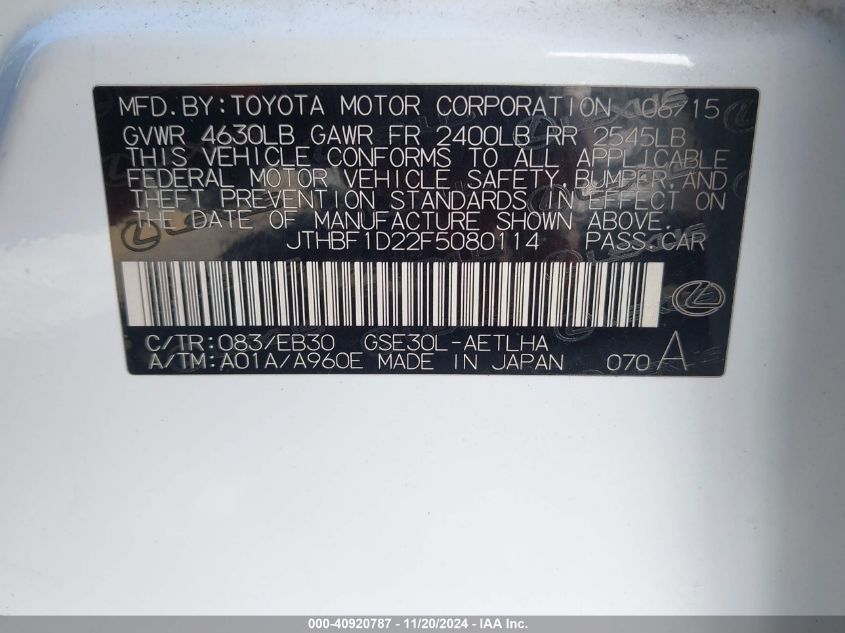 MFD. BY: TOYOTA MOTOR CORPORATION 06/15
GVWR 4630LB GAWR FR 2400LB RR 2545LB
THIS VEHICLE CONFORMS TO ALL APPLICABLE
FEDERAL MOTOR VEHICLE SAFETY, BUMPER, AND
THEFT PREVENTION STANDARDS IN EFFECT ON
THE DATE OF MANUFACTURE SHOWN ABOVE.
JTHBF1D22F5080114 PASS. CAR
C/TR: 083/EB30 GSE30L-AETLHA
A/TM: A01A/A960E MADE IN JAPAN 070 A
000-40920787 - 11/20/2024 - IAA Inc.